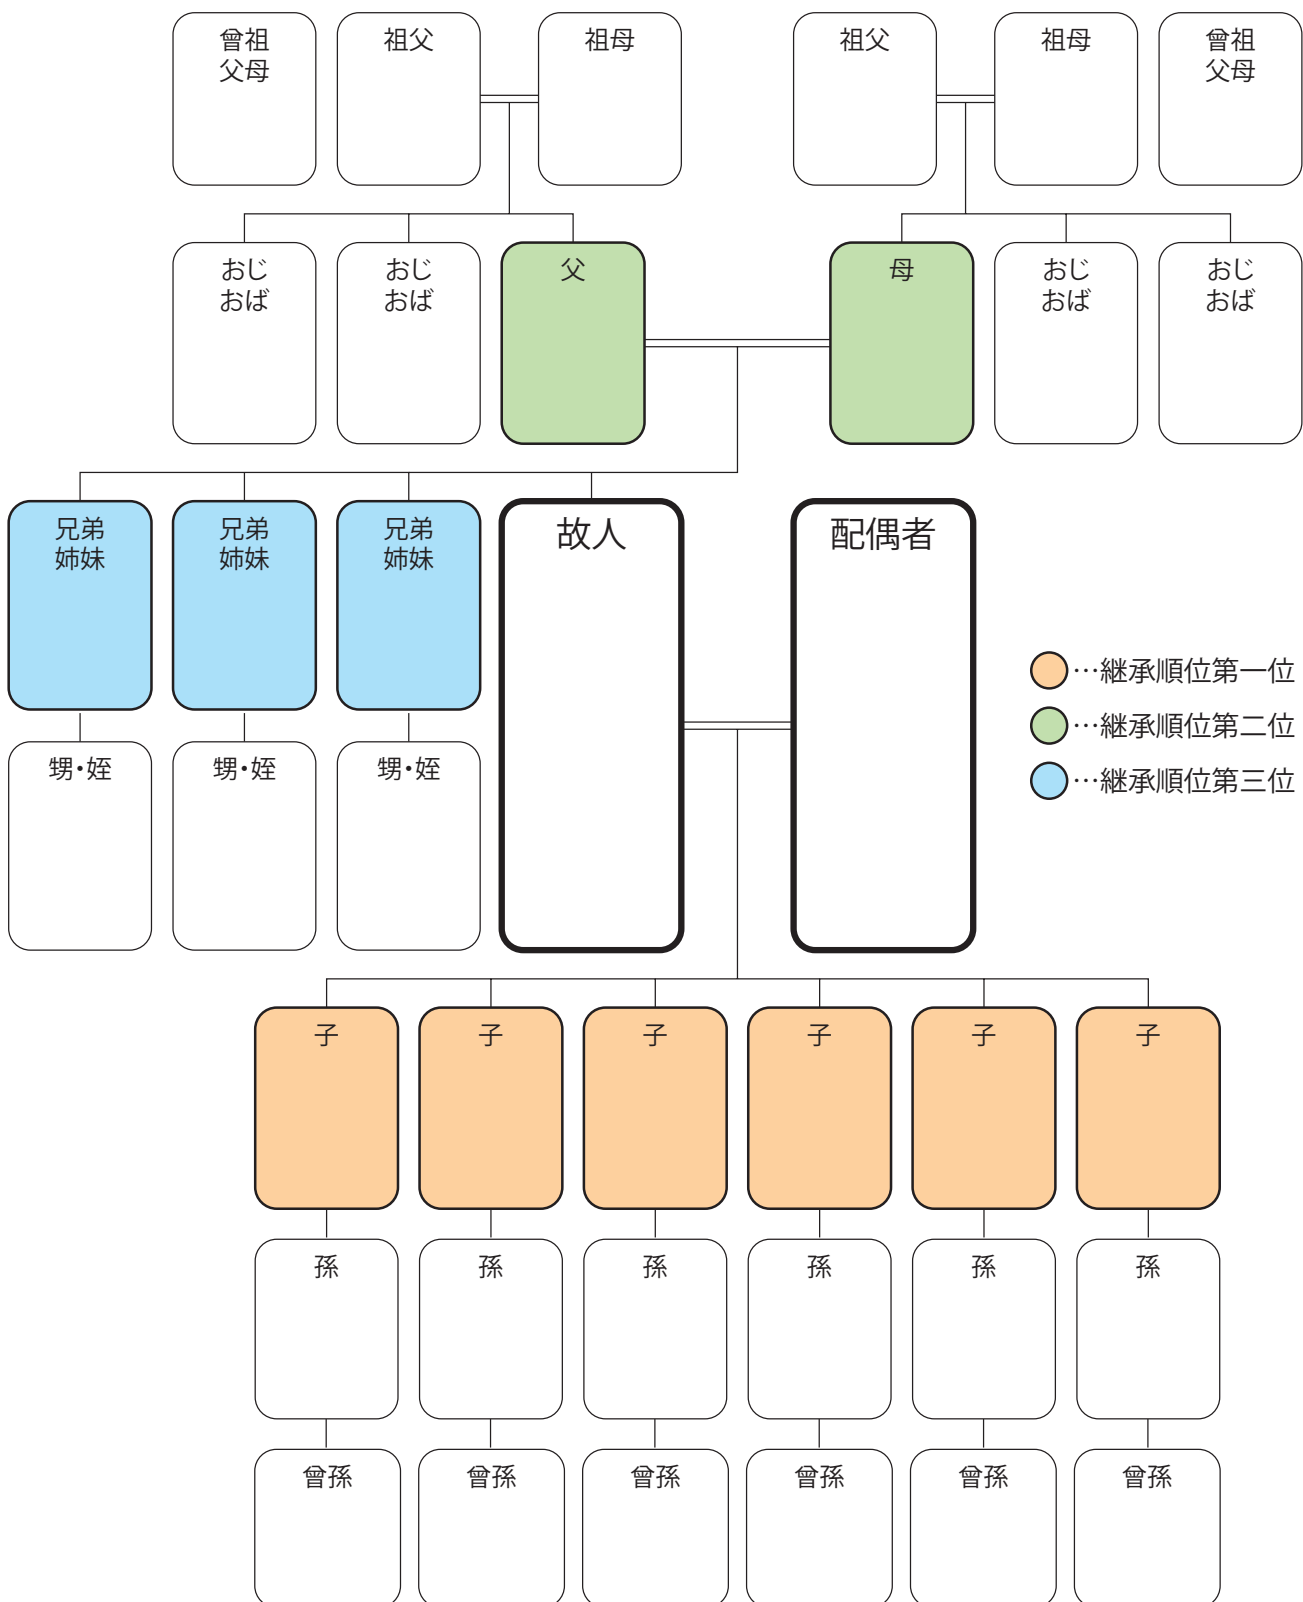 曾祖
父母
祖父
祖母
祖父
祖母
曾祖
父母
おじ
おば
おじ
おば
父
母
おじ
おば
おじ
おば
兄弟
姉妹
兄弟
姉妹
兄弟
姉妹
故人
配偶者
…継承順位第一位
…継承順位第二位
…継承順位第三位
甥・姪
甥・姪
甥・姪
子
子
子
子
子
子
孫
孫
孫
孫
孫
孫
曾孫
曾孫
曾孫
曾孫
曾孫
曾孫